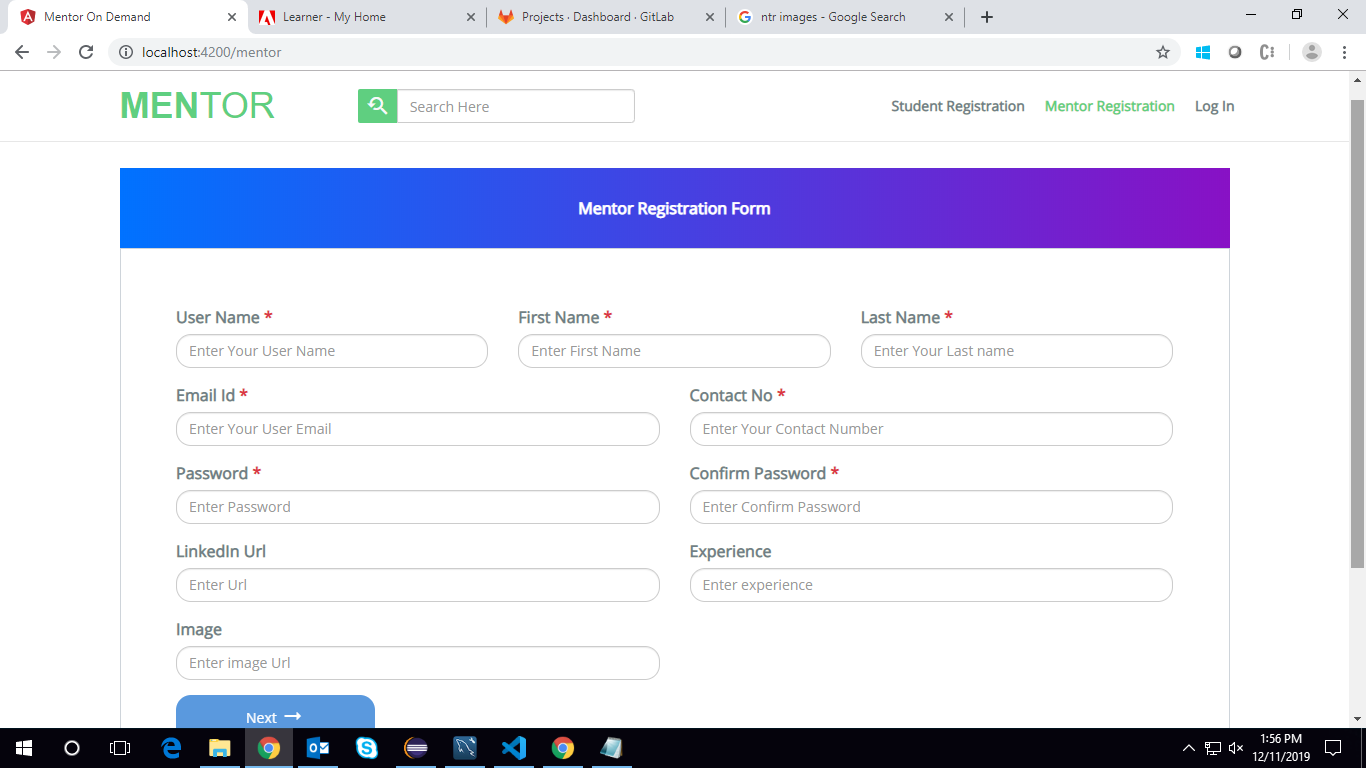 Mentor On Demand
Learner - My Home
Projects · Dashboard · GitLab
ntr images - Google Search
localhost:4200/mentor
MENTOR
Search Here
Student Registration
Mentor Registration
Log In
Mentor Registration Form
User Name *
First Name *
Last Name *
Enter Your User Name
Enter First Name
Enter Your Last name
Email Id *
Contact No *
Enter Your User Email
Enter Your Contact Number
Password *
Confirm Password *
Enter Password
Enter Confirm Password
LinkedIn Url
Experience
Enter Url
Enter experience
Image
Enter image Url
Next →
1:56 PM
12/11/2019